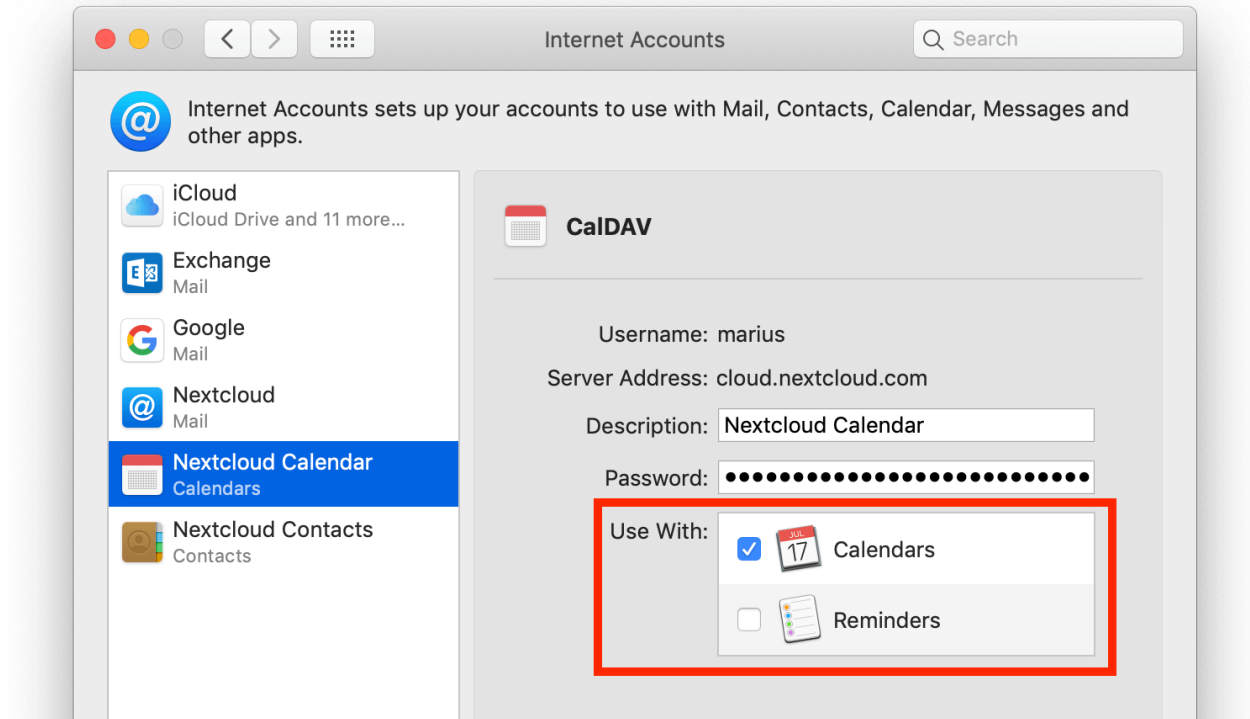 Internet Accounts
Search
Internet Accounts sets up your accounts to use with Mail, Contacts, Calendar, Messages and
other apps.
iCloud
iCloud Drive and 11 more...
Exchange
Mail
Google
Mail
Nextcloud
Mail
Nextcloud Calendar
Calendars
Nextcloud Contacts
Contacts
CalDAV
Username: marius
Server Address: cloud.nextcloud.com
Description: Nextcloud Calendar
Password: ●●●●●●●●●●●●●●●●●●●●●●●●●●●
Use With:
JUL
17
Calendars
Reminders